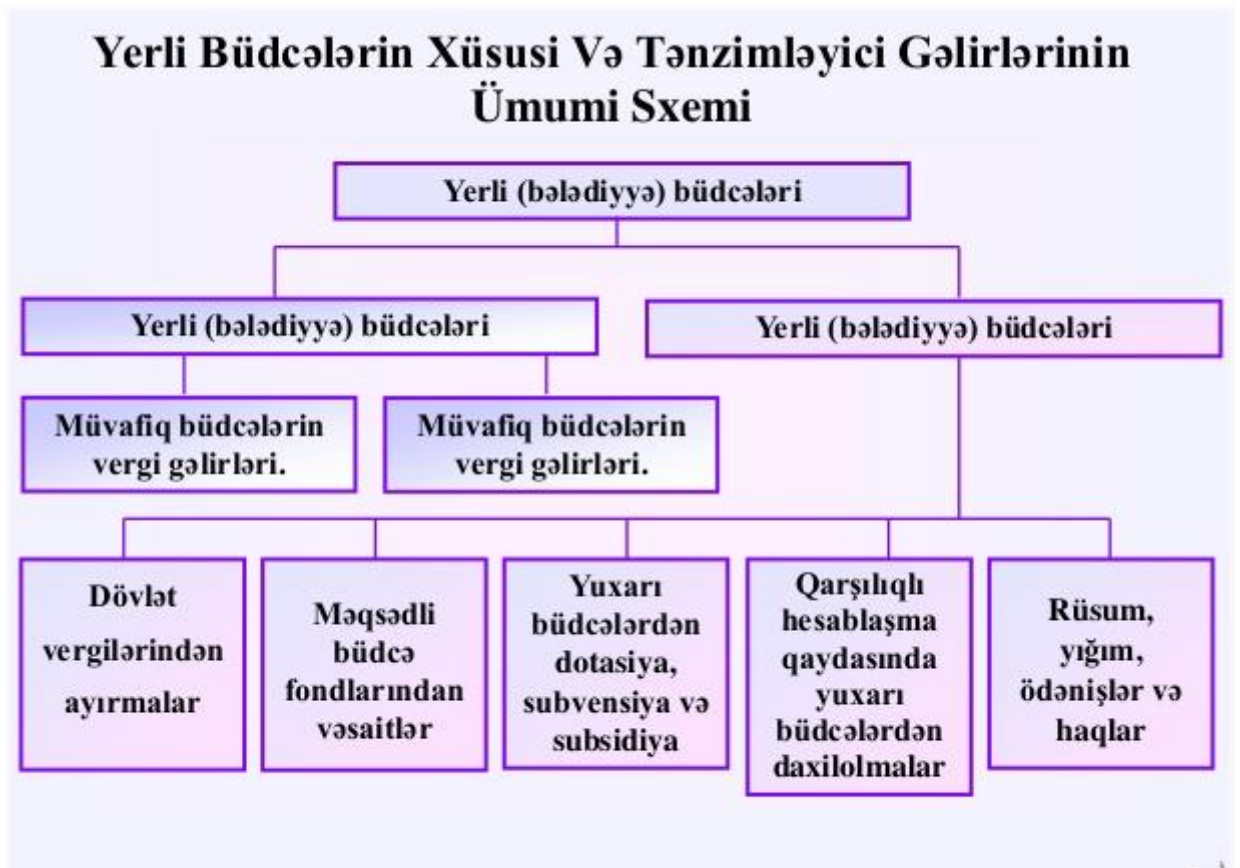 Yerli Büdcələrin Xüsusi Və Tənzimləyici Gəlirlərinin
Ümumi Sxemi
Yerli (bələdiyyə) büdcələri
Yerli (bələdiyyə) büdcələri
Yerli (bələdiyyə) büdcələri
Müvafiq büdcələrin
vergi gəlirləri.
Müvafiq büdcələrin
vergi gəlirləri.
Dövlət
vergilərindən
ayırmalar
Məqsədli
büdcə
fondlarından
vəsaitlər
Yuxarı
büdcələrdən
dotasiya,
subvensiya və
subsidiya
Qarşılıqlı
hesablaşma
qaydasında
yuxarı
büdcələrdən
daxilolmalar
Rüsum,
yığım,
ödənişlər və
haqlar